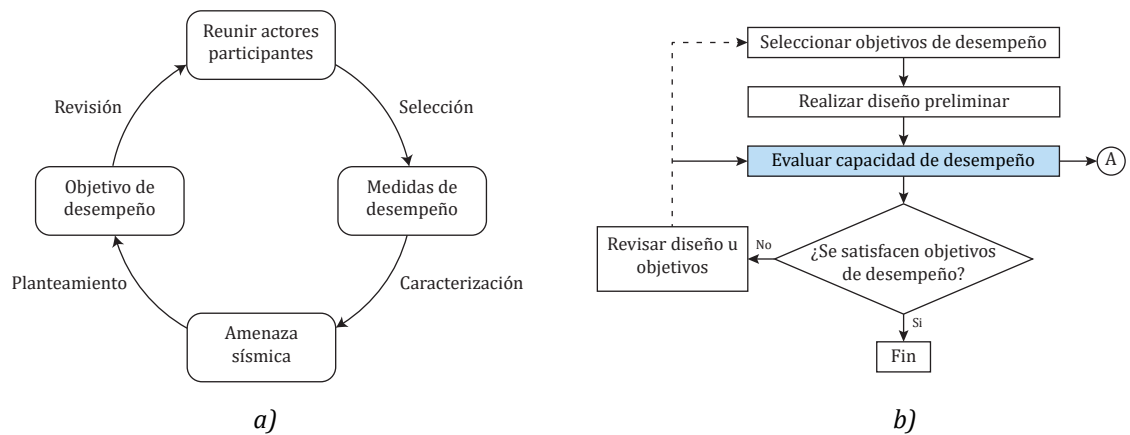 Reunir actores
participantes
Revisión
Selección
Objetivo de
desempeño
Medidas de
desempeño
Planteamiento
Caracterización
Amenaza
sísmica
a)
Seleccionar objetivos de desempeño
Realizar diseño preliminar
Evaluar capacidad de desempeño
A
Revisar diseño u
objetivos
No
¿Se satisfacen objetivos
de desempeño?
Si
Fin
b)